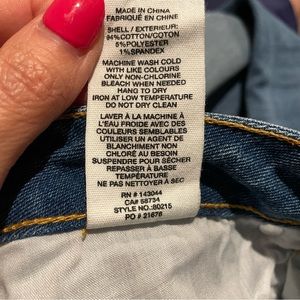 MADE IN CHINA
FABRIQUÉ EN CHINE
SHELL / EXTERIEUR:
94%COTTON/COTON
5%POLYESTER
1%SPANDEX
MACHINE WASH COLD
WITH LIKE COLOURS
ONLY NON-CHLORINE
BLEACH WHEN NEEDED
HANG TO DRY
IRON AT LOW TEMPERATURE
DO NOT DRY CLEAN
LAVER À LA MACHINE À
L'EAU FROIDE AVEC DES
COULEURS SEMBLABLES
UTILISER UN AGENT DE
BLANCHIMENT NON
CHLORÉ AU BESOIN
SUSPENDRE POUR SÉCHER
REPASSER À BASSE
TEMPÉRATURE
NE PAS NETTOYER À SEC
RN # 143044
CA# 58734
STYLE NO.:80215
PO # 21676